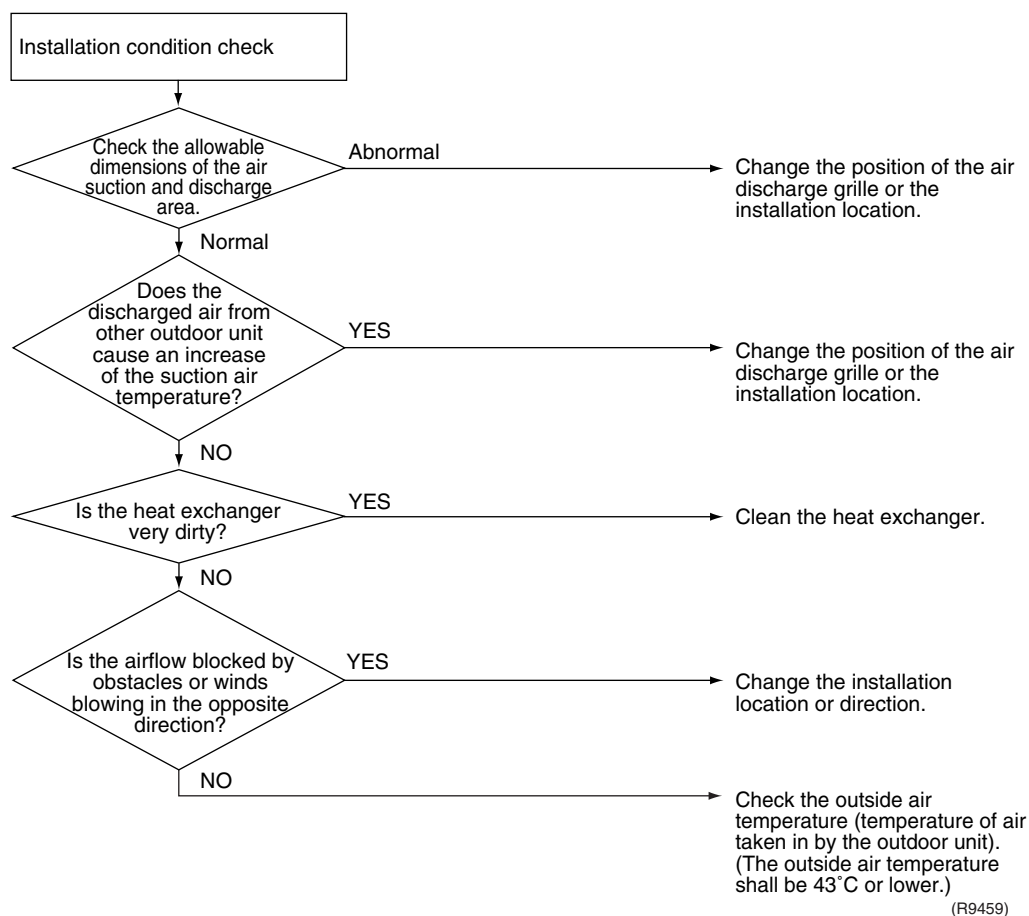 Installation condition check
Check the allowable
dimensions of the air
suction and discharge
area.
Abnormal
Change the position of the air
discharge grille or the
installation location.
Normal
Does the
discharged air from
other outdoor unit
cause an increase
of the suction air
temperature?
YES
Change the position of the air
discharge grille or the
installation location.
NO
Is the heat exchanger
very dirty?
YES
Clean the heat exchanger.
NO
Is the airflow blocked by
obstacles or winds
blowing in the opposite
direction?
YES
Change the installation
location or direction.
NO
Check the outside air
temperature (temperature of air
taken in by the outdoor unit).
(The outside air temperature
shall be 43˚C or lower.)
(R9459)